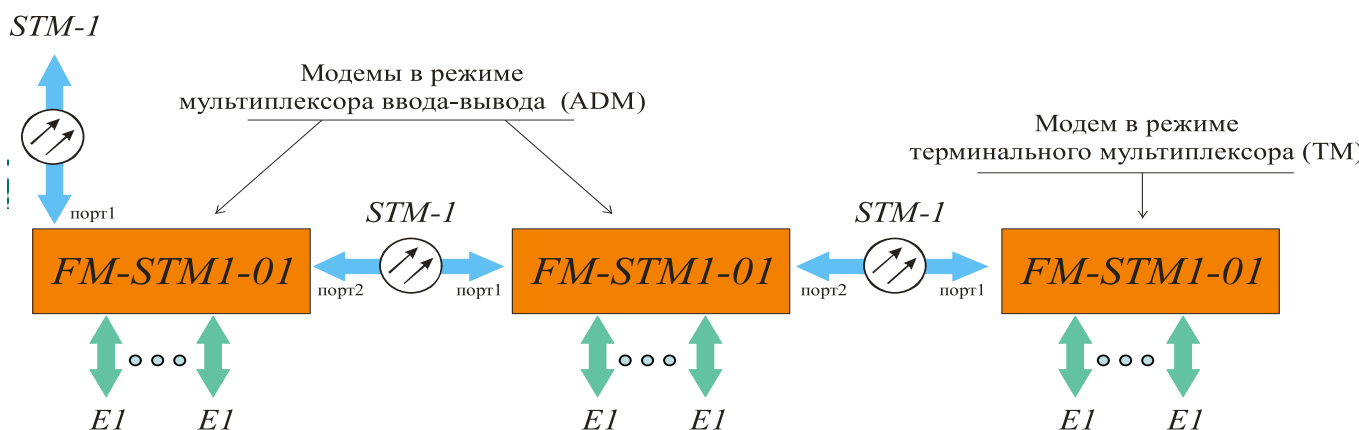 STM-1
Модемы в режиме
мультиплексора ввода-вывода (ADM)
Модем в режиме
терминального мультиплексора (ТМ)
порт1
STM-1
STM-1
FM-STM1-01
порт2
порт1
FM-STM1-01
порт2
порт1
FM-STM1-01
E1
E1
E1
E1
E1
E1